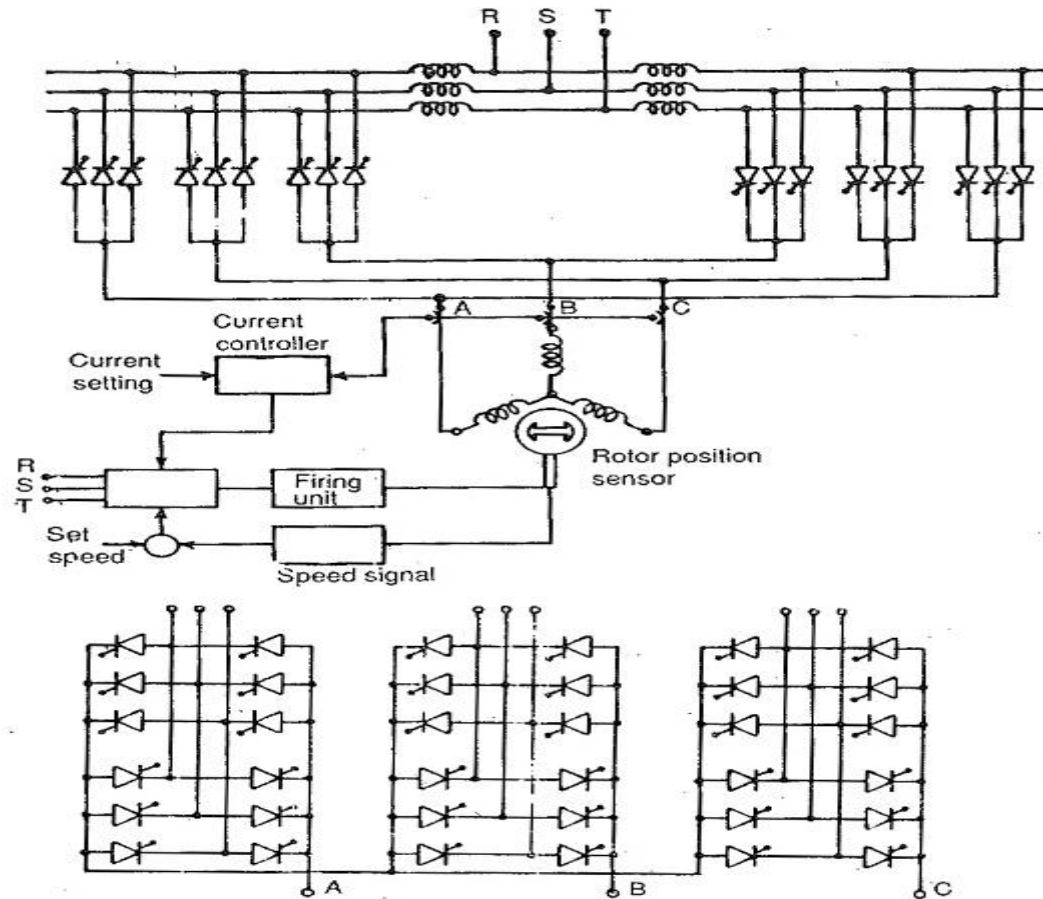 R S T
A B C
Current
controller
Current
setting
Rotor position
sensor
R
S
T
Firing
unit
Set
speed
Speed signal
A B C